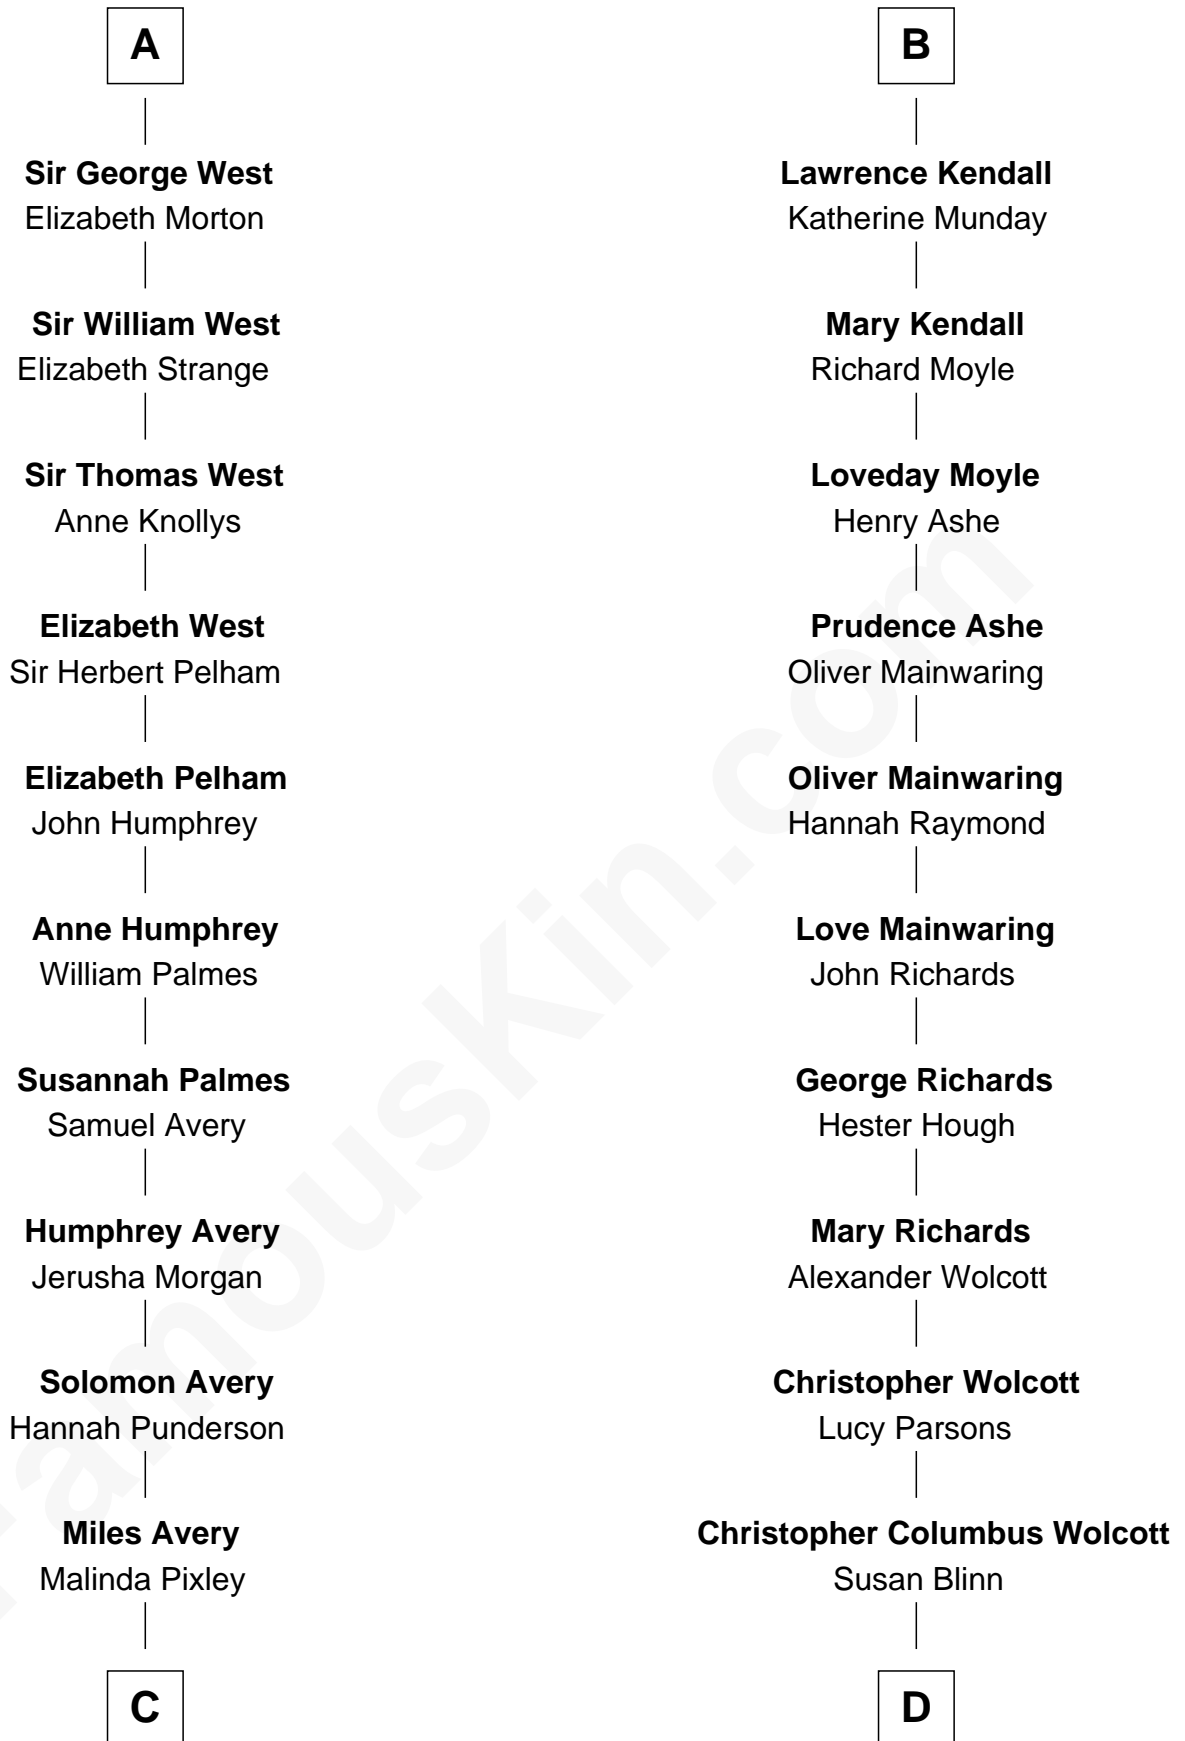 A
Sir George West
Elizabeth Morton
Sir William West
Elizabeth Strange
Sir Thomas West
Anne Knollys
Elizabeth West
Sir Herbert Pelham
Elizabeth Pelham
John Humphrey
Anne Humphrey
William Palmes
Susannah Palmes
Samuel Avery
Humphrey Avery
Jerusha Morgan
Solomon Avery
Hannah Punderson
Miles Avery
Malinda Pixley
C
B
Lawrence Kendall
Katherine Munday
Mary Kendall
Richard Moyle
Loveday Moyle
Henry Ashe
Prudence Ashe
Oliver Mainwaring
Oliver Mainwaring
Hannah Raymond
Love Mainwaring
John Richards
George Richards
Hester Hough
Mary Richards
Alexander Wolcott
Christopher Wolcott
Lucy Parsons
Christopher Columbus Wolcott
Susan Blinn
D
FamousKin.com